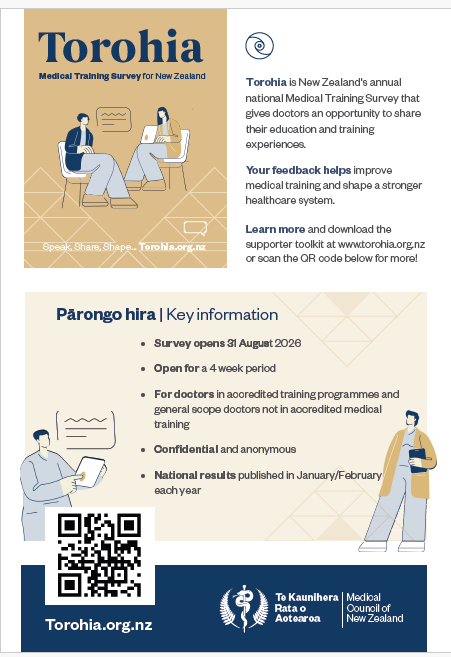 Torohia
Medical Training Survey for New Zealand
Speak, Share, Shape... Torohia.org.nz
Torohia is New Zealand's annual
national Medical Training Survey that
gives doctors an opportunity to share
their education and training
experiences.
Your feedback helps improve
medical training and shape a stronger
healthcare system.
Learn more and download the
supporter toolkit at www.torohia.org.nz
or scan the QR code below for more!
Pārongo hira | Key information
• Survey opens 31 August 2026
• Open for a 4 week period
• For doctors in accredited training programmes and
general scope doctors not in accredited medical
training
• Confidential and anonymous
• National results published in January/February
each year
Torohia.org.nz
Te Kaunihera
Rata o
Aotearoa
Medical
Council of
New Zealand